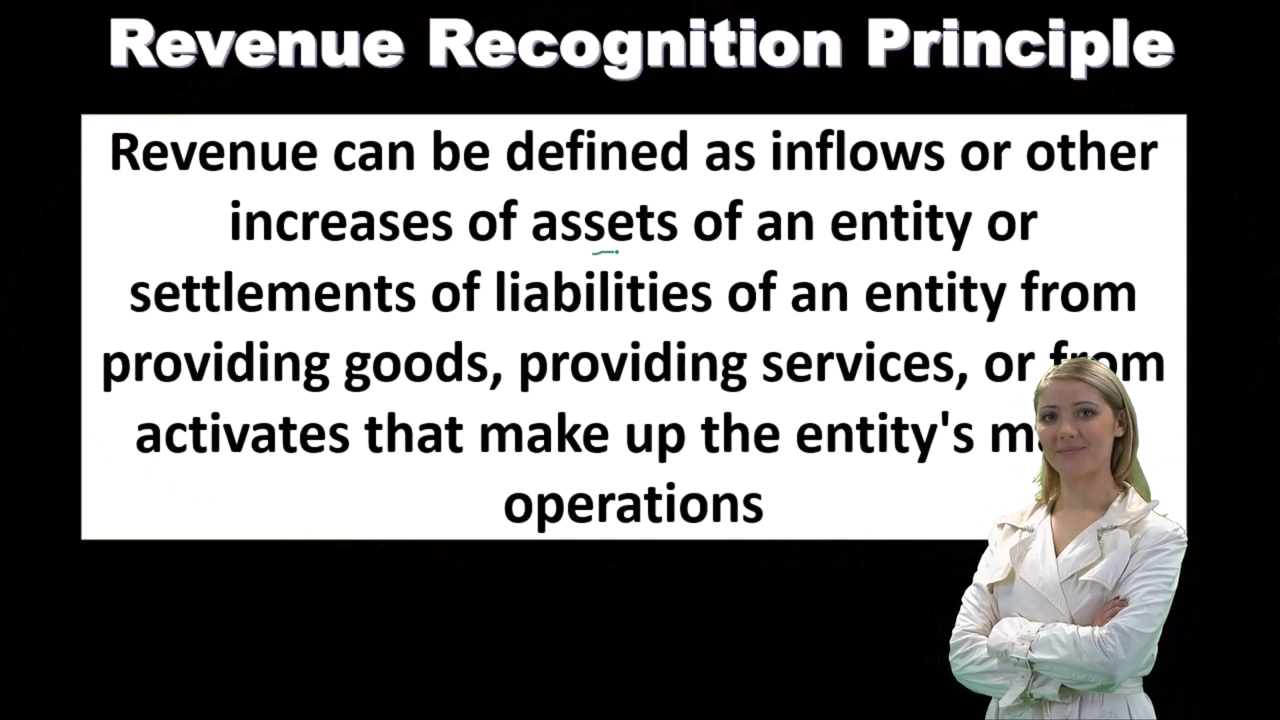 Revenue Recognition Principle
Revenue can be defined as inflows or other
increases of assets of an entity or
settlements of liabilities of an entity from
providing goods, providing services, or from
activates that make up the entity's
operations